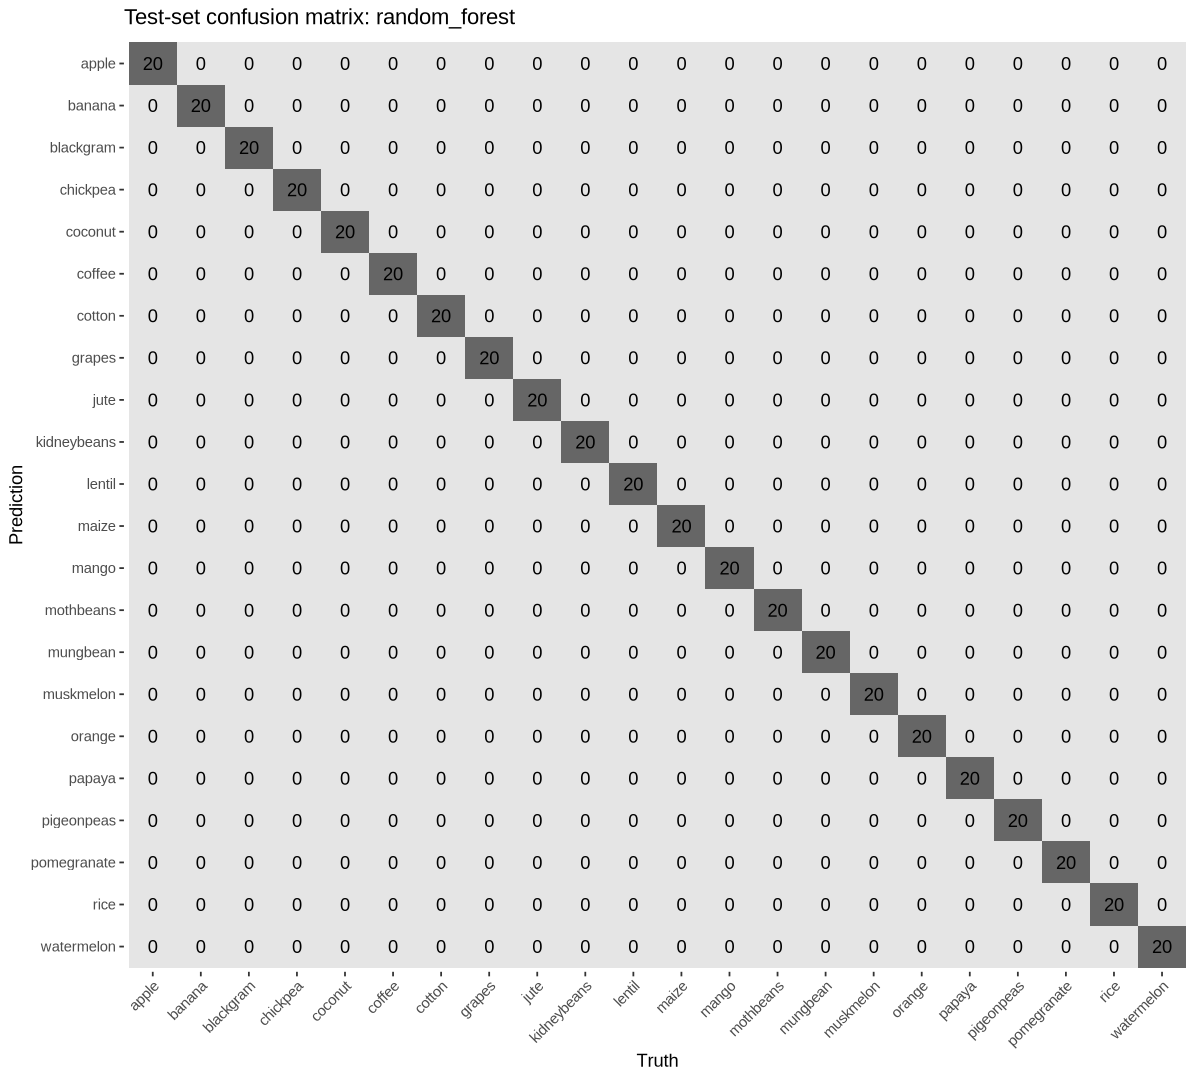 Test-set confusion matrix: random_forest
apple 20 0 0 0 0 0 0 0 0 0 0 0 0 0 0 0 0 0 0 0 0 0
banana 0 20 0 0 0 0 0 0 0 0 0 0 0 0 0 0 0 0 0 0 0 0
blackgram 0 0 20 0 0 0 0 0 0 0 0 0 0 0 0 0 0 0 0 0 0 0
chickpea 0 0 0 20 0 0 0 0 0 0 0 0 0 0 0 0 0 0 0 0 0 0
coconut 0 0 0 0 20 0 0 0 0 0 0 0 0 0 0 0 0 0 0 0 0 0
coffee 0 0 0 0 0 20 0 0 0 0 0 0 0 0 0 0 0 0 0 0 0 0
cotton 0 0 0 0 0 0 20 0 0 0 0 0 0 0 0 0 0 0 0 0 0 0
grapes 0 0 0 0 0 0 0 20 0 0 0 0 0 0 0 0 0 0 0 0 0 0
jute 0 0 0 0 0 0 0 0 20 0 0 0 0 0 0 0 0 0 0 0 0 0
kidneybeans 0 0 0 0 0 0 0 0 0 20 0 0 0 0 0 0 0 0 0 0 0 0
lentil 0 0 0 0 0 0 0 0 0 0 20 0 0 0 0 0 0 0 0 0 0 0
maize 0 0 0 0 0 0 0 0 0 0 0 20 0 0 0 0 0 0 0 0 0 0
mango 0 0 0 0 0 0 0 0 0 0 0 0 20 0 0 0 0 0 0 0 0 0
mothbeans 0 0 0 0 0 0 0 0 0 0 0 0 0 20 0 0 0 0 0 0 0 0
mungbean 0 0 0 0 0 0 0 0 0 0 0 0 0 0 20 0 0 0 0 0 0 0
muskmelon 0 0 0 0 0 0 0 0 0 0 0 0 0 0 0 20 0 0 0 0 0 0
orange 0 0 0 0 0 0 0 0 0 0 0 0 0 0 0 0 20 0 0 0 0 0
papaya 0 0 0 0 0 0 0 0 0 0 0 0 0 0 0 0 0 20 0 0 0 0
pigeonpeas 0 0 0 0 0 0 0 0 0 0 0 0 0 0 0 0 0 0 20 0 0 0
pomegranate 0 0 0 0 0 0 0 0 0 0 0 0 0 0 0 0 0 0 0 20 0 0
rice 0 0 0 0 0 0 0 0 0 0 0 0 0 0 0 0 0 0 0 0 20 0
watermelon 0 0 0 0 0 0 0 0 0 0 0 0 0 0 0 0 0 0 0 0 0 20
Prediction
apple banana blackgram chickpea coconut coffee cotton grapes jute kidneybeans lentil maize mango mothbeans mungbean muskmelon orange papaya pigeonpeas pomegranate rice watermelon
Truth